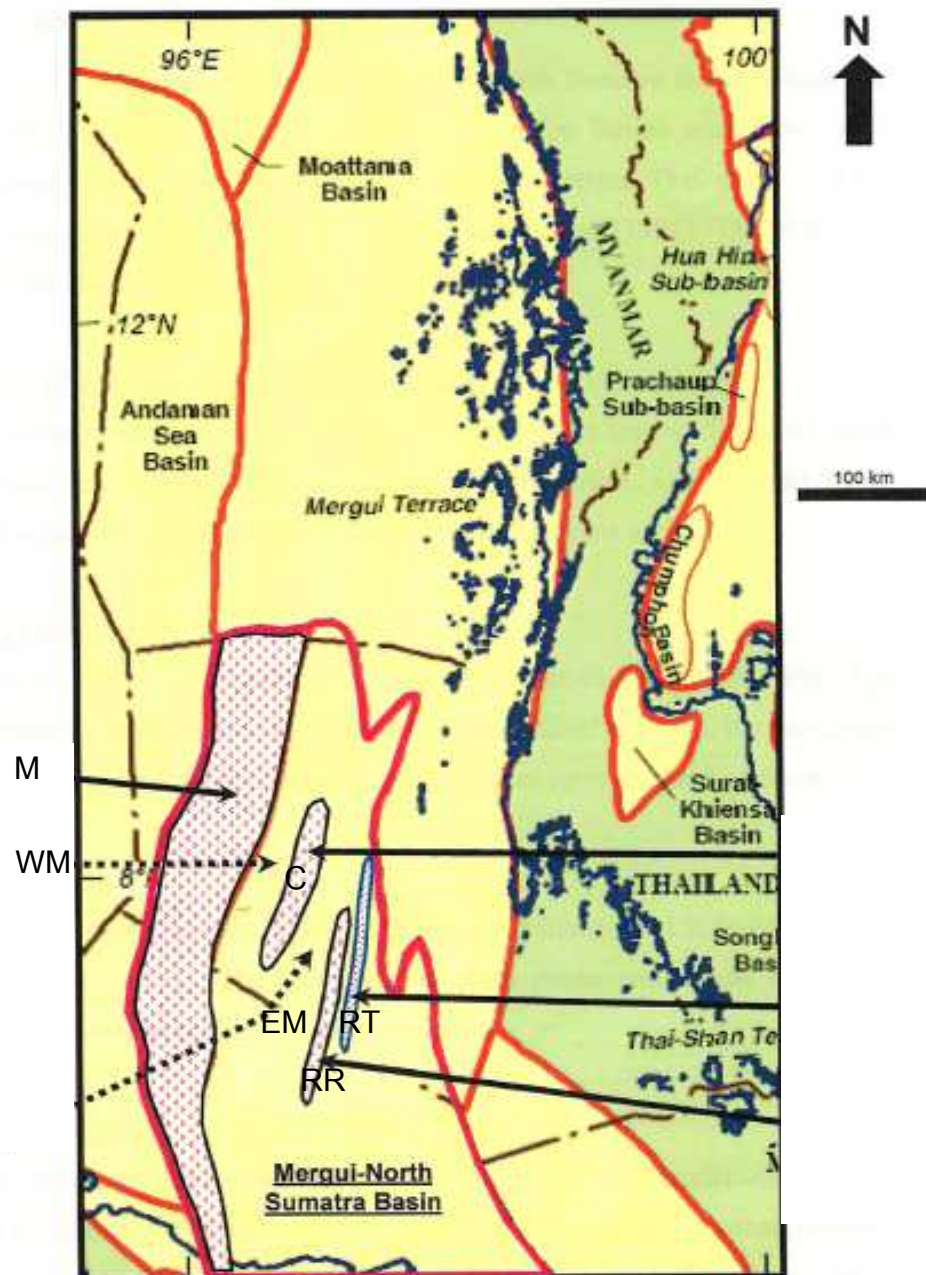 96°E
100°
N
Moattama
Basin
MYANMAR
Hua Hin
Sub-basin
12°N
Prachaup
Sub-basin
Andaman
Sea
Basin
100 km
Mergui Terrace
Chumphon
Basin
M
Surat-
Khiensa
Basin
WM
8°
C
THAILAND
Songl
Bas
EM
RT
Thai-Shan Te
RR
Mergui-North
Sumatra Basin